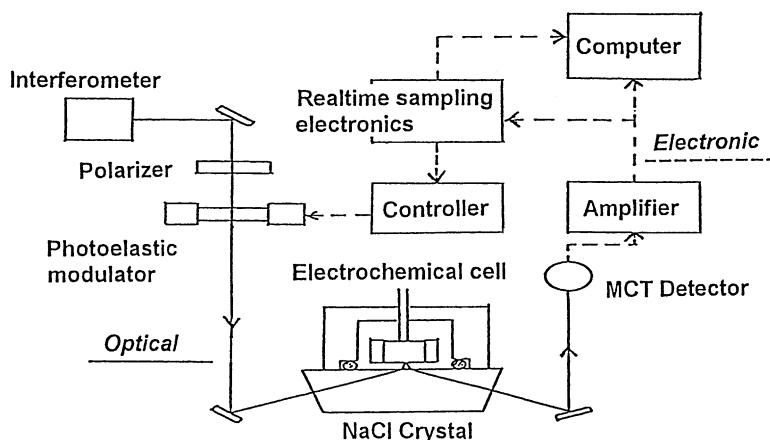 Computer
Interferometer
Realtime sampling
electronics
Electronic
Polarizer
Controller
Amplifier
Photoelastic
modulator
Electrochemical cell
MCT Detector
Optical
NaCl Crystal